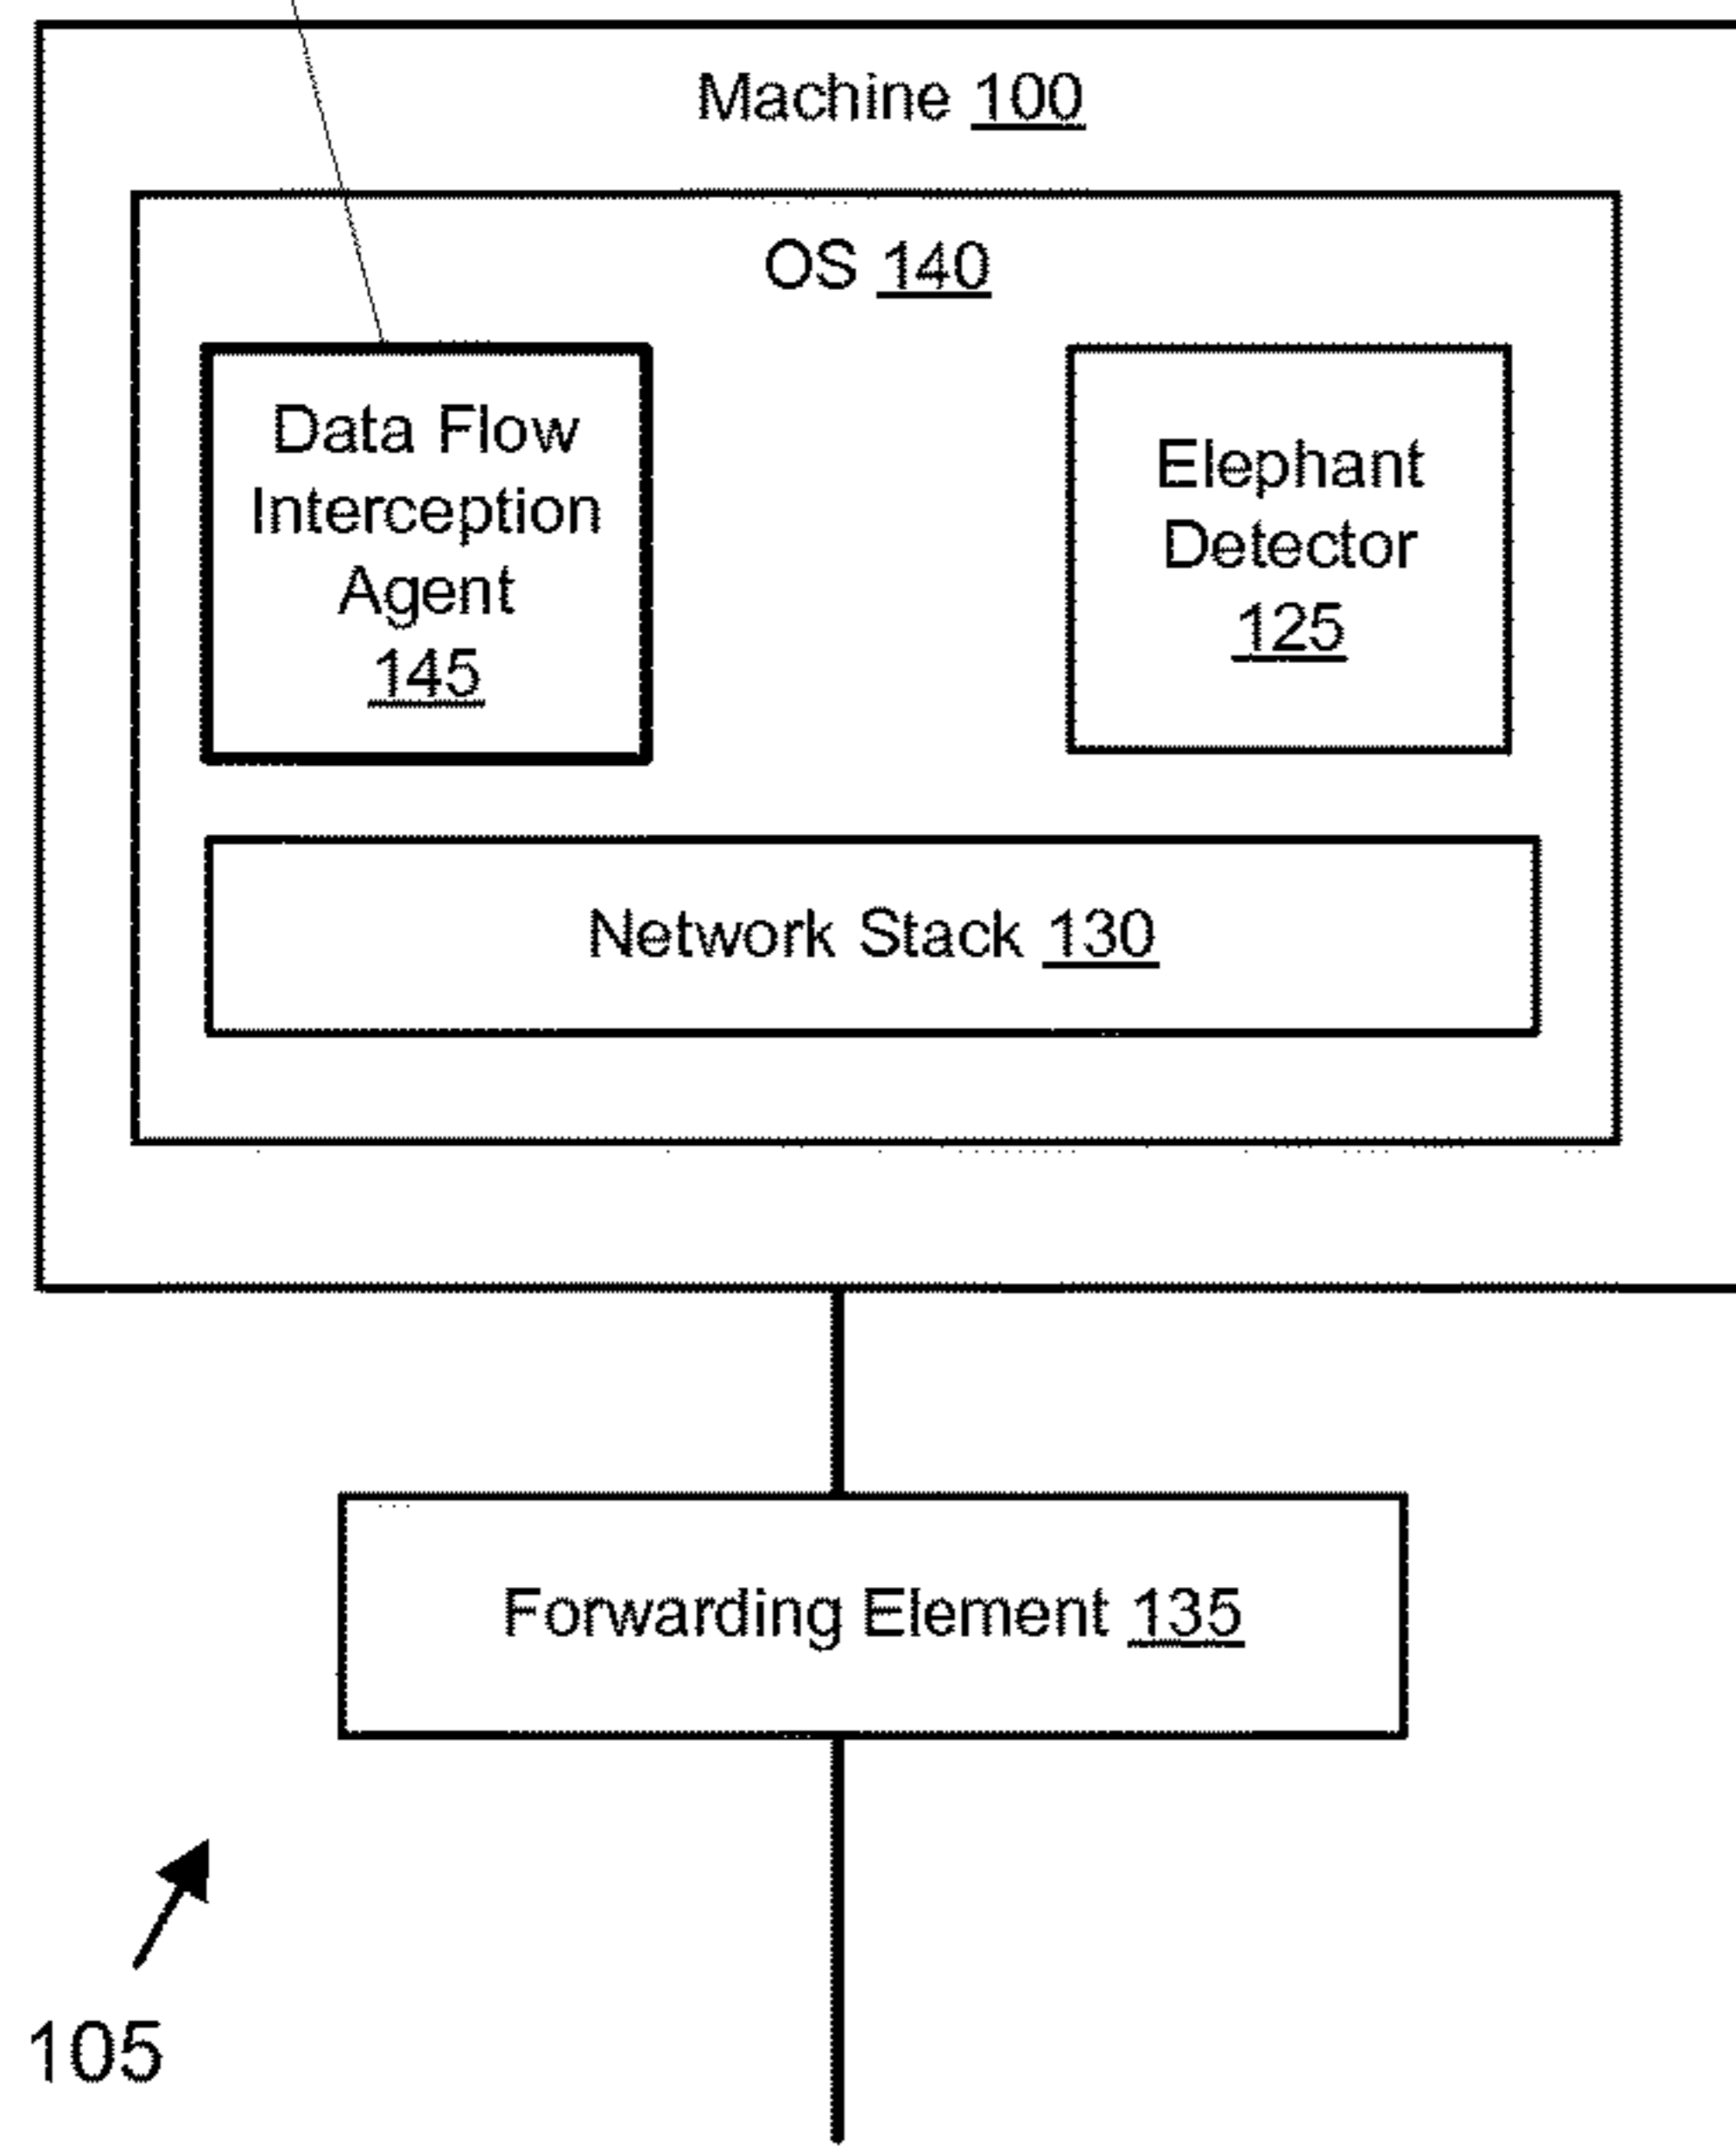 Machine 100
OS 140
Data Flow
Interception
Agent
145
Elephant
Detector
125
Network Stack 130
Forwarding Element 135
105